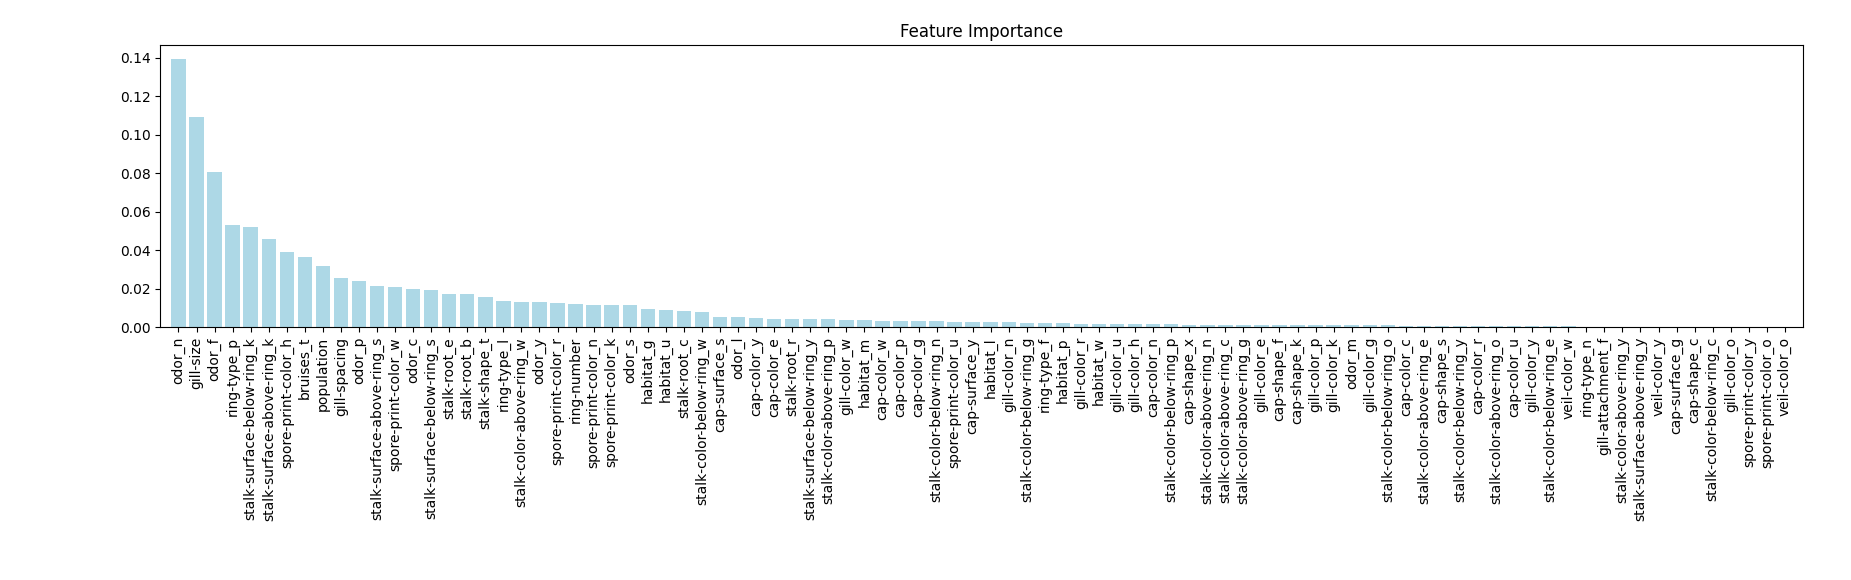 Feature Importance
0.14
0.12
0.10
0.08
0.06
0.04
0.02
0.00
odor_n
gill-size
odor_f
ring-type_p
stalk-surface-below-ring_k
stalk-surface-above-ring_k
spore-print-color_h
bruises_t
population
gill-spacing
odor_p
stalk-surface-above-ring_s
spore-print-color_w
odor_c
stalk-surface-below-ring_s
stalk-root_e
stalk-root_b
stalk-shape_t
ring-type_l
stalk-color-above-ring_w
odor_y
spore-print-color_r
ring-number
spore-print-color_n
spore-print-color_k
odor_s
habitat_g
habitat_u
stalk-root_c
stalk-color-below-ring_w
cap-surface_s
odor_l
cap-color_y
cap-color_e
stalk-root_r
stalk-surface-below-ring_y
stalk-color-above-ring_p
gill-color_w
habitat_m
cap-color_w
cap-color_p
cap-color_g
stalk-color-below-ring_n
spore-print-color_u
cap-surface_y
habitat_l
gill-color_n
stalk-color-below-ring_g
ring-type_f
habitat_p
gill-color_r
habitat_w
gill-color_u
gill-color_h
cap-color_n
stalk-color-below-ring_p
cap-shape_x
stalk-color-above-ring_n
stalk-color-above-ring_c
stalk-color-above-ring_g
gill-color_e
cap-shape_f
cap-shape_k
gill-color_p
gill-color_k
odor_m
gill-color_g
stalk-color-below-ring_o
cap-color_c
stalk-color-above-ring_e
cap-shape_s
stalk-color-below-ring_y
cap-color_r
stalk-color-above-ring_o
cap-color_u
gill-color_y
stalk-color-below-ring_e
veil-color_w
ring-type_n
gill-attachment_f
stalk-color-above-ring_y
stalk-surface-above-ring_y
veil-color_y
cap-surface_g
cap-shape_c
stalk-color-below-ring_c
gill-color_o
spore-print-color_y
spore-print-color_o
veil-color_o